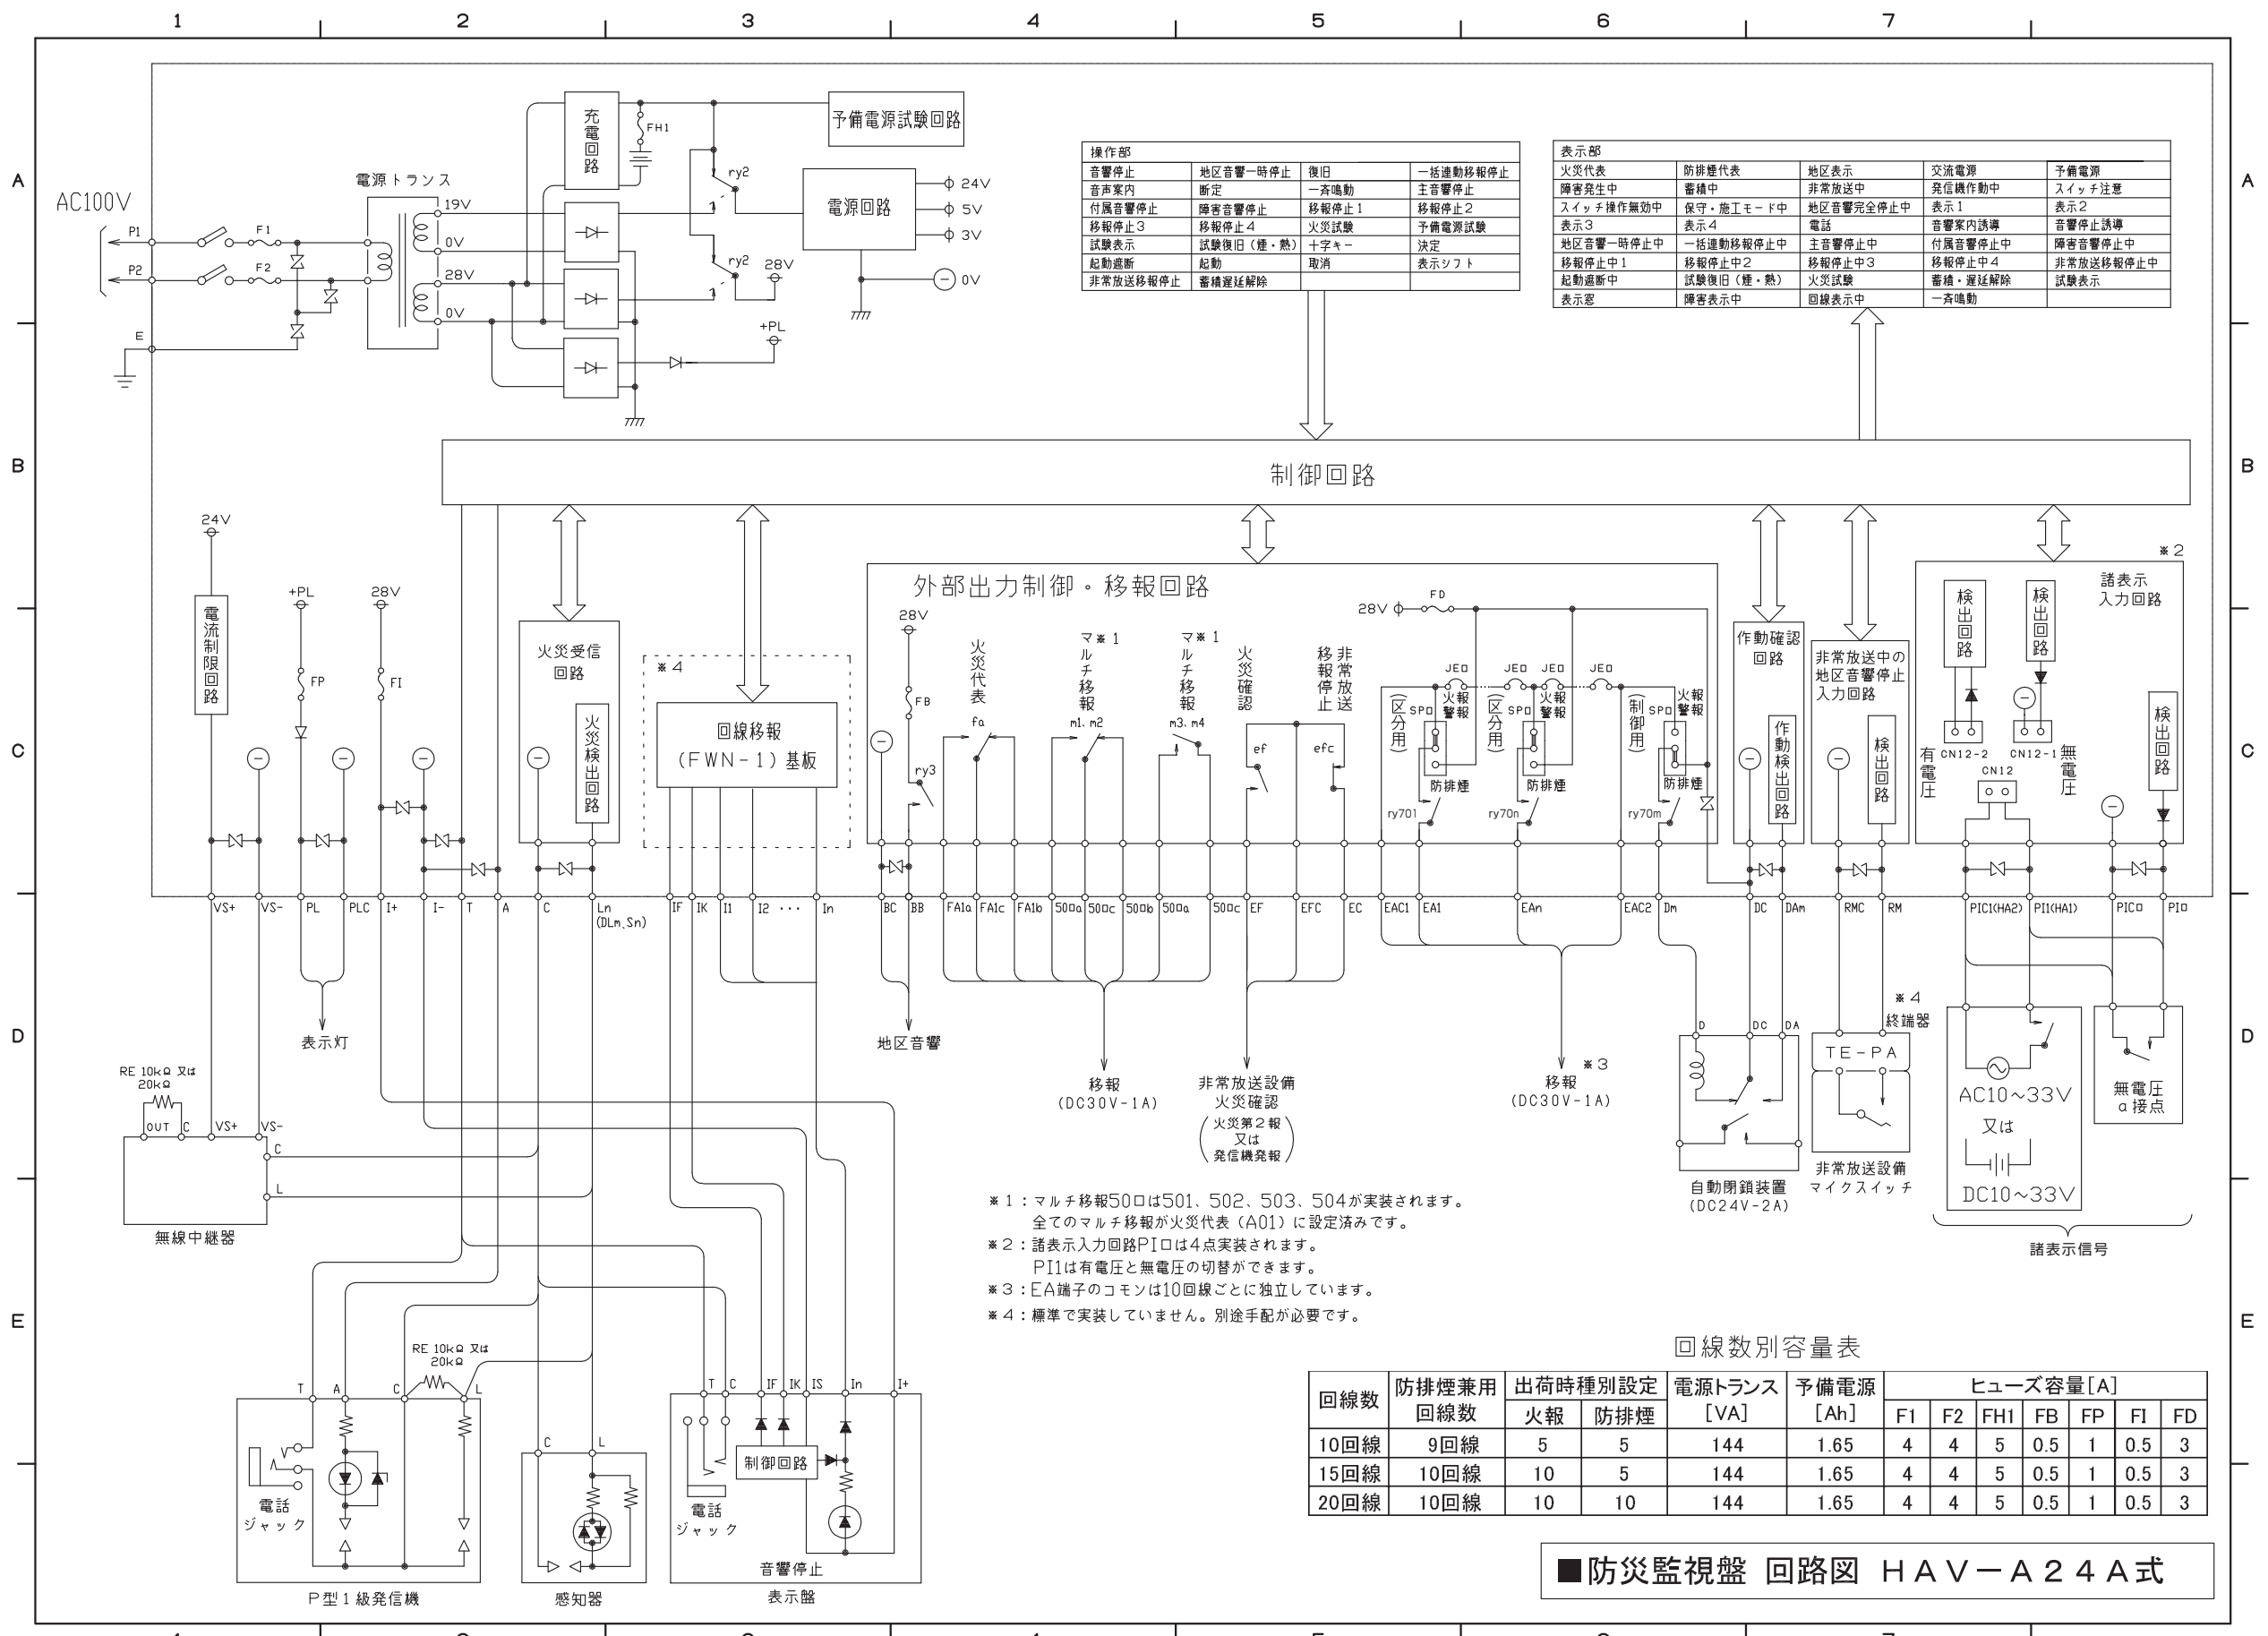 1 2 3 4 5 6 7
A
A
AC100V
P1
P2
E
F1
F2
電源トランス
19V
0V
28V
0V
充電回路
FH1
ry2
ry2
28V
+PL
予備電源試験回路
電源回路
24V
5V
3V
0V
操作部
音響停止 地区音響一時停止 復旧 一括連動移報停止
音声案内 断定 一斉鳴動 主音響停止
付属音響停止 障害音響停止 移報停止1 移報停止2
移報停止3 移報停止4 火災試験 予備電源試験
試験表示 試験復旧(煙・熱) 十字キー 決定
起動遮断 起動 取消 表示シフト
非常放送移報停止 蓄積遅延解除
表示部
火災代表 防排煙代表 地区表示 交流電源 予備電源
障害発生中 蓄積中 非常放送中 発信機作動中 スイッチ注意
スイッチ操作無効中 保守・施工モード中 地区音響完全停止中 表示1 表示2
表示3 表示4 電話 音響案内誘導 音響停止誘導
地区音響一時停止中 一括連動移報停止中 主音響停止中 付属音響停止中 障害音響停止中
移報停止中1 移報停止中2 移報停止中3 移報停止中4 非常放送移報停止中
起動遮断中 試験復旧(煙・熱) 火災試験 蓄積・遅延解除 試験表示
表示窓 障害表示中 回線表示中 一斉鳴動
B
B
制御回路
24V
電流制限回路
+PL
FP
28V
FI
火災受信
回路
火災検出回路
※4
回線移報
(FWN-1)基板
外部出力制御・移報回路
28V
FB
ry3
火災代表
fa
マルチ移報
※1
m1、m2
マルチ移報
※1
m3、m4
火災確認
ef
非常放送
移報停止
efc
28V
FD
JE□ JE□ JE□ JE□
(区分用)
SP□
火報
警報
防排煙
ry701
(区分用)
SP□
火報
警報
防排煙
ry70n
(制御用)
SP□
火報
警報
防排煙
ry70m
作動確認
回路
作動検出回路
非常放送中の
地区音響停止
入力回路
検出回路
※2
諸表示
入力回路
検出回路
検出回路
検出回路
CN12-2
CN12-1
CN12
有電圧
無電圧
C
C
VS+ VS- PL PLC I+ I- T A C Ln IF IK I1 I2 ・・・ In BC BB FA1a FA1c FA1b 50□a 50□c 50□b 50□a 50□c EF EFC EC EAC1 EA1 EAn EAC2 Dm DC DAm RMC RM PIC1(HA2) PI1(HA1) PIC□ PI□
(DLm、Sn)
D
D
表示灯
地区音響
移報
(DC30V-1A)
非常放送設備
火災確認
(火災第2報
又は
発信機発報)
※3
移報
(DC30V-1A)
D DC DA
自動閉鎖装置
(DC24V-2A)
※4
終端器
TE-PA
非常放送設備
マイクスイッチ
AC10～33V
又は
DC10～33V
無電圧
a接点
諸表示信号
RE 10kΩ 又は
20kΩ
OUT C VS+ VS-
C
L
無線中継器
※1：マルチ移報50□は501、502、503、504が実装されます。
全てのマルチ移報が火災代表(A01)に設定済みです。
※2：諸表示入力回路PI□は4点実装されます。
PI1は有電圧と無電圧の切替ができます。
※3：EA端子のコモンは10回線ごとに独立しています。
※4：標準で実装していません。別途手配が必要です。
E
E
RE 10kΩ 又は
20kΩ
T A C L
電話
ジャック
P型1級発信機
C L
感知器
T C IF IK IS In I+
制御回路
電話
ジャック
音響停止
表示盤
回線数別容量表
回線数 防排煙兼用回線数 出荷時種別設定 電源トランス[VA] 予備電源[Ah] ヒューズ容量[A]
火報 防排煙 F1 F2 FH1 FB FP FI FD
10回線 9回線 5 5 144 1.65 4 4 5 0.5 1 0.5 3
15回線 10回線 10 5 144 1.65 4 4 5 0.5 1 0.5 3
20回線 10回線 10 10 144 1.65 4 4 5 0.5 1 0.5 3
■防災監視盤 回路図 HAV-A24A式